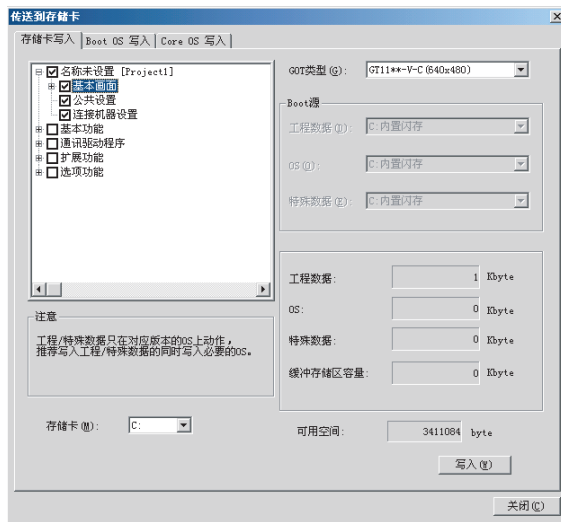 传送到存储卡
存储卡写入 Boot OS 写入 Core OS 写入
名称未设置 [Project1]
基本画面
公共设置
连接机器设置
基本功能
通讯驱动程序
扩展功能
选项功能
注意
工程/特殊数据只在对应版本的OS上动作，
推荐写入工程/特殊数据的同时写入必要的OS。
存储卡(M): C:
GOT类型(G): GT11**-V-C(640x480)
Boot源
工程数据(D): C:内置闪存
OS(O): C:内置闪存
特殊数据(E): C:内置闪存
工程数据: 1 Kbyte
OS: 0 Kbyte
特殊数据: 0 Kbyte
缓冲存储区容量: 0 Kbyte
可用空间: 3411084 byte
写入(W)
关闭(C)